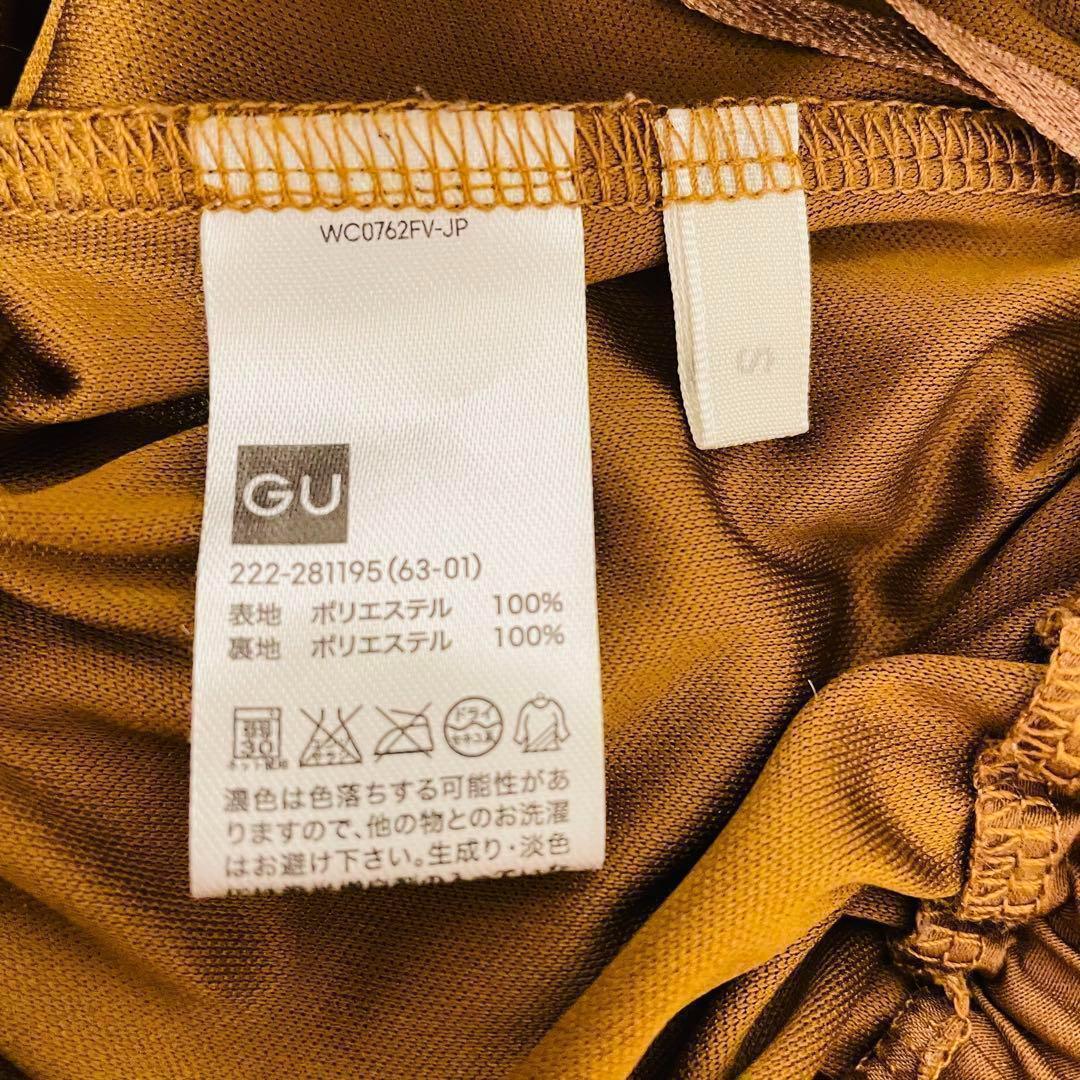 WC0762FV-JP
S
GU
222-281195(63-01)
表地 ポリエステル 100%
裏地 ポリエステル 100%
ドライ
濃色は色落ちする可能性があ
りますので、他の物とのお洗濯
はお避け下さい。生成り・淡色